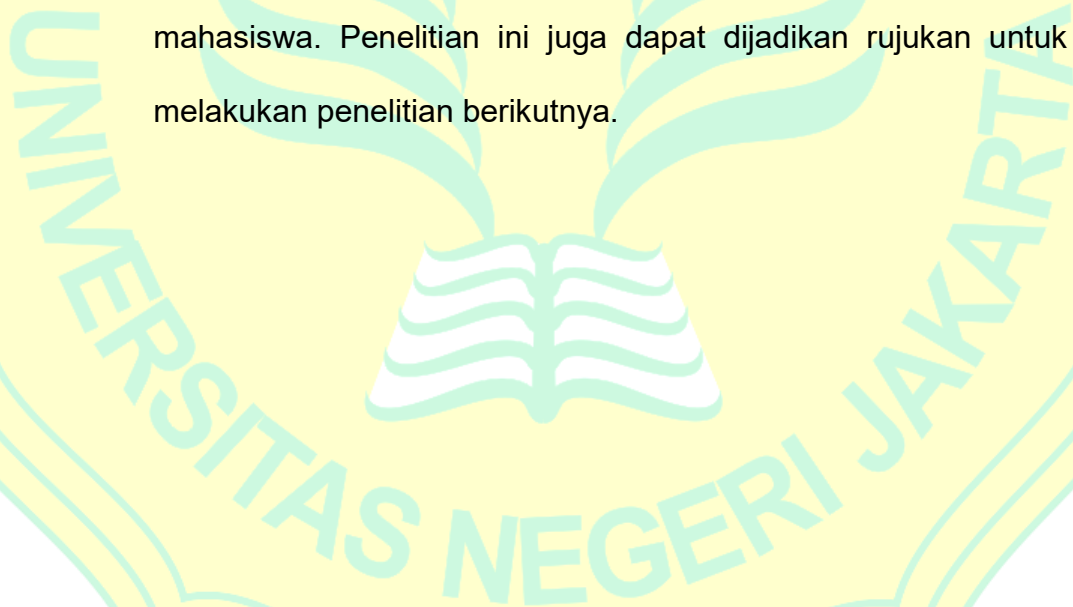 mahasiswa. Penelitian ini juga dapat dijadikan rujukan untuk
melakukan penelitian berikutnya.
UNIVERSITAS NEGERI JAKARTA